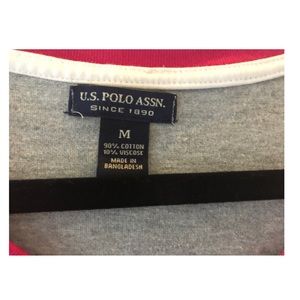 U.S. POLO ASSN.
SINCE 1890
M
90% COTTON
10% VISCOSE
MADE IN
BANGLADESH